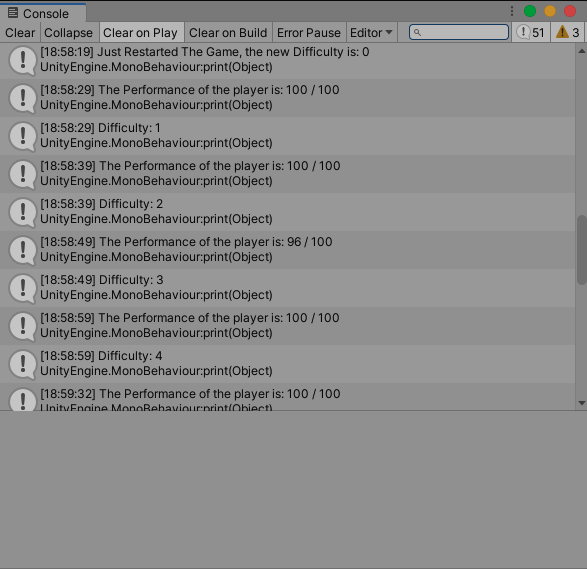 Console
Clear Collapse Clear on Play Clear on Build Error Pause Editor 51 3
[18:58:19] Just Restarted The Game, the new Difficulty is: 0
UnityEngine.MonoBehaviour:print(Object)
[18:58:29] The Performance of the player is: 100 / 100
UnityEngine.MonoBehaviour:print(Object)
[18:58:29] Difficulty: 1
UnityEngine.MonoBehaviour:print(Object)
[18:58:39] The Performance of the player is: 100 / 100
UnityEngine.MonoBehaviour:print(Object)
[18:58:39] Difficulty: 2
UnityEngine.MonoBehaviour:print(Object)
[18:58:49] The Performance of the player is: 96 / 100
UnityEngine.MonoBehaviour:print(Object)
[18:58:49] Difficulty: 3
UnityEngine.MonoBehaviour:print(Object)
[18:58:59] The Performance of the player is: 100 / 100
UnityEngine.MonoBehaviour:print(Object)
[18:58:59] Difficulty: 4
UnityEngine.MonoBehaviour:print(Object)
[18:59:32] The Performance of the player is: 100 / 100
UnityEngine.MonoBehaviour:print(Object)